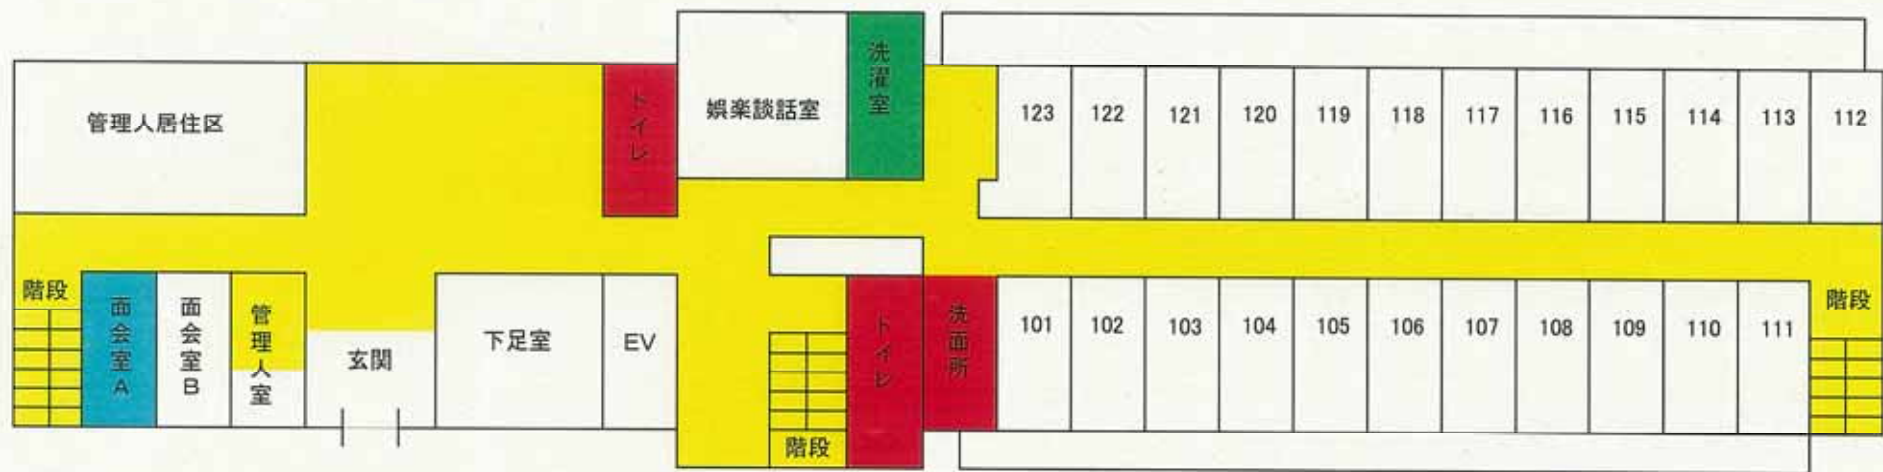 管理人居住区
トイレ
娯楽談話室
洗濯室
123
122
121
120
119
118
117
116
115
114
113
112
階段
面会室A
面会室B
管理人室
玄関
下足室
EV
階段
トイレ
洗面所
101
102
103
104
105
106
107
108
109
110
111
階段